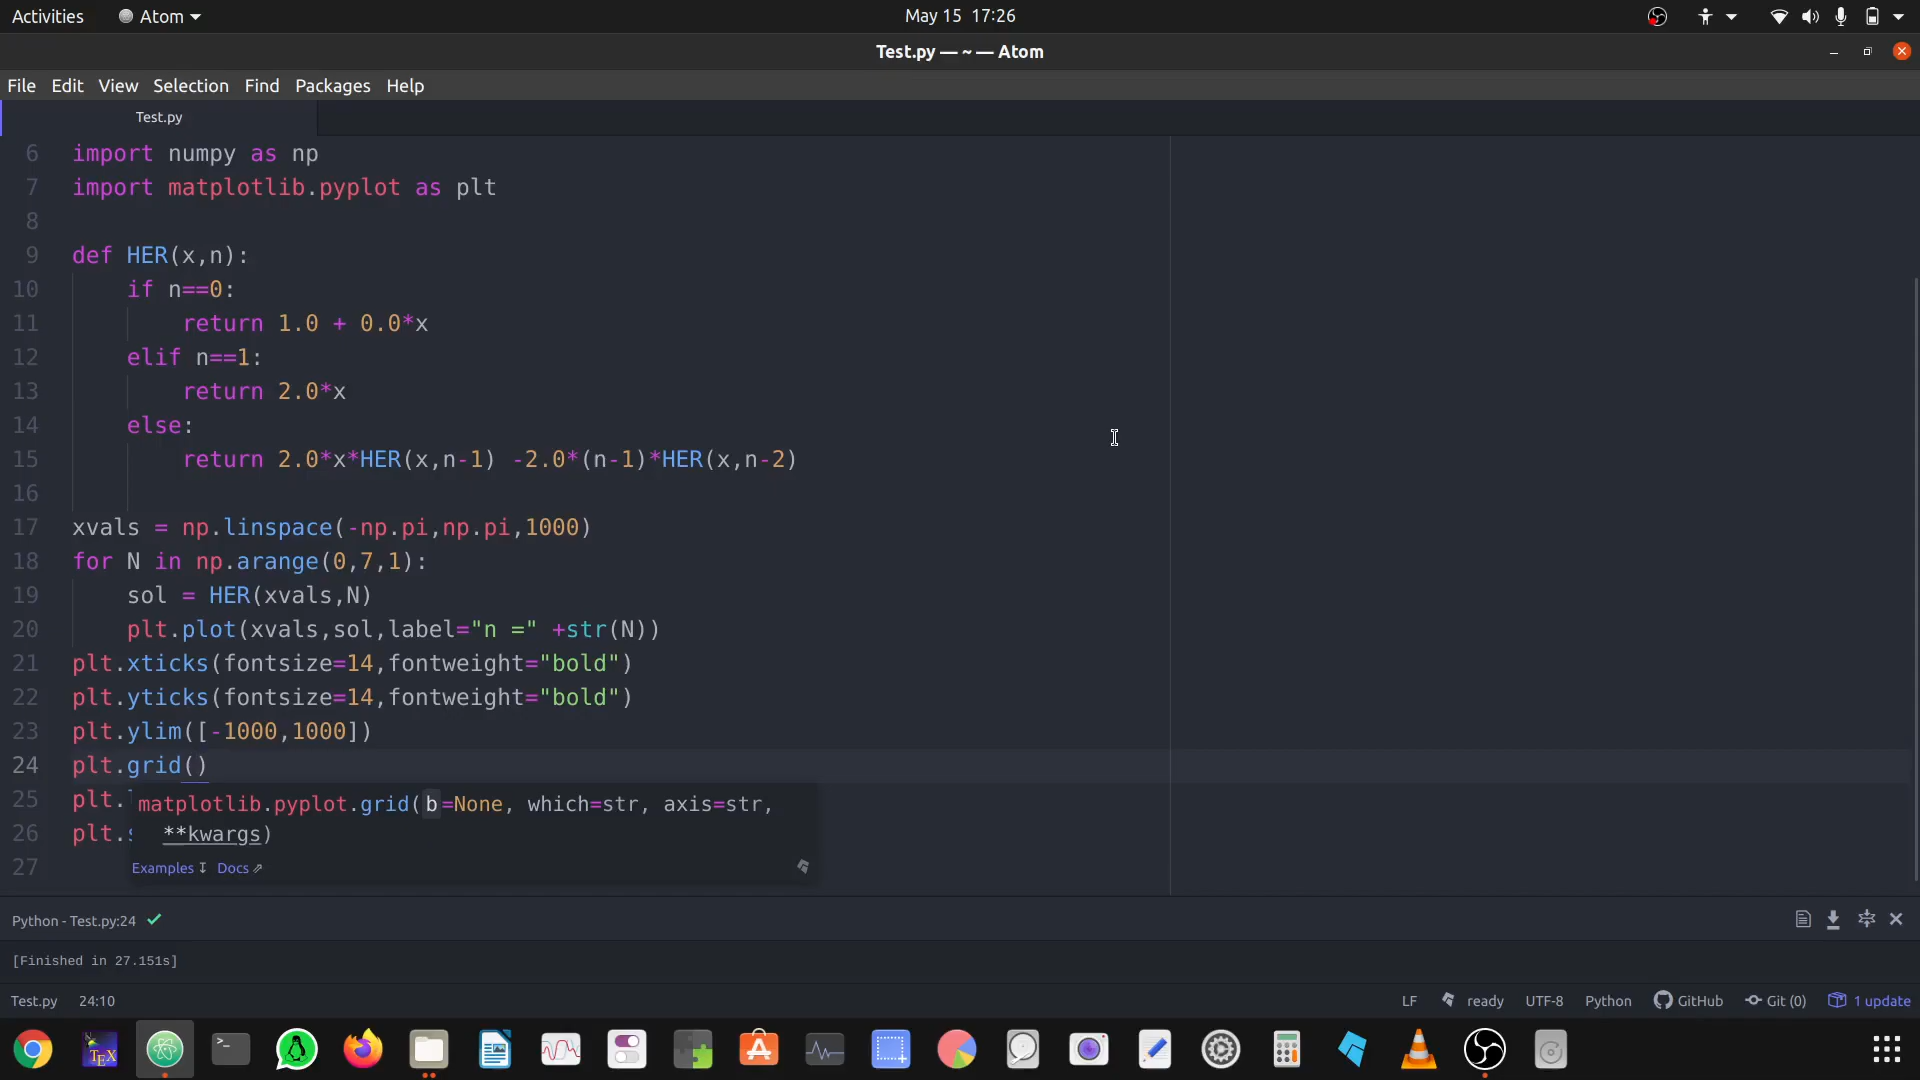 Activities Atom May 15 17:26
Test.py — ~ — Atom
File Edit View Selection Find Packages Help
Test.py
6 import numpy as np
7 import matplotlib.pyplot as plt
8
9 def HER(x,n):
10 if n==0:
11 return 1.0 + 0.0*x
12 elif n==1:
13 return 2.0*x
14 else:
15 return 2.0*x*HER(x,n-1) -2.0*(n-1)*HER(x,n-2)
16
17 xvals = np.linspace(-np.pi,np.pi,1000)
18 for N in np.arange(0,7,1):
19 sol = HER(xvals,N)
20 plt.plot(xvals,sol,label="n =" +str(N))
21 plt.xticks(fontsize=14,fontweight="bold")
22 plt.yticks(fontsize=14,fontweight="bold")
23 plt.ylim([-1000,1000])
24 plt.grid()
25 plt. matplotlib.pyplot.grid(b=None, which=str, axis=str,
26 plt.s **kwargs)
27 Examples Docs
Python - Test.py:24
[Finished in 27.151s]
Test.py 24:10 LF ready UTF-8 Python GitHub Git (0) 1 update
TEX